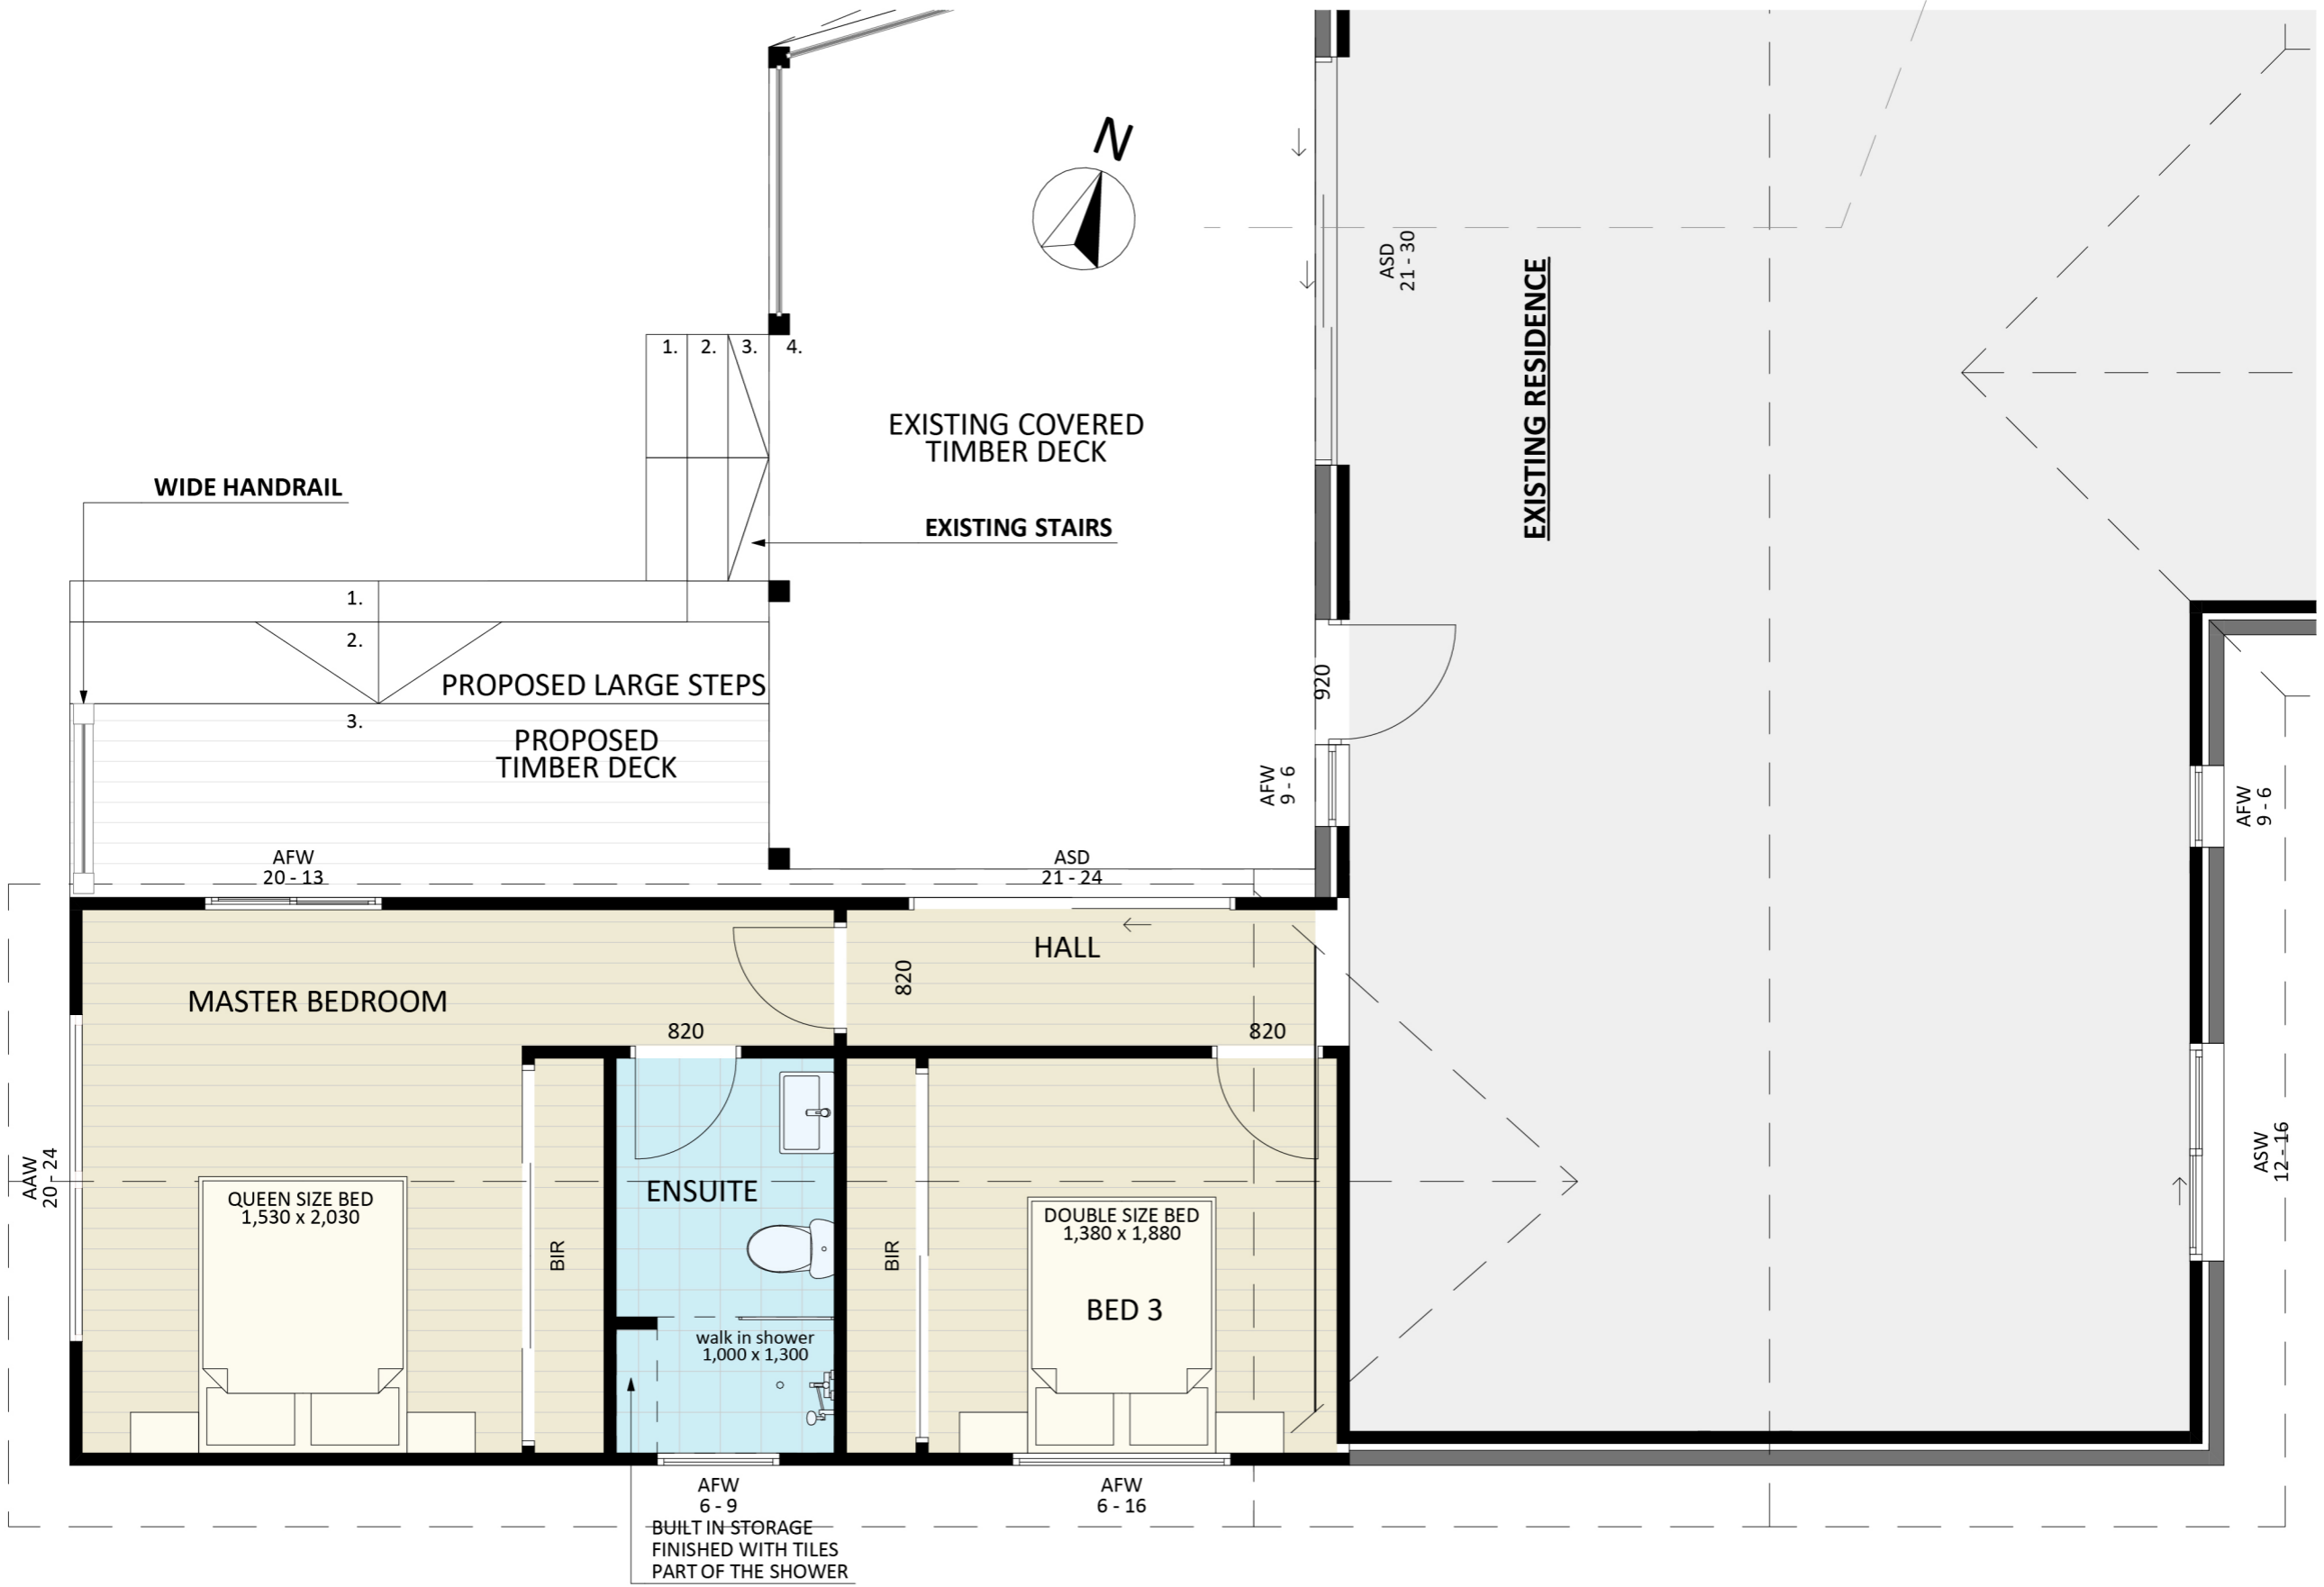 N
ASD
21 - 30
EXISTING RESIDENCE
1.
2.
3.
4.
EXISTING COVERED
TIMBER DECK
WIDE HANDRAIL
EXISTING STAIRS
1.
2.
PROPOSED LARGE STEPS
3.
PROPOSED
TIMBER DECK
920
AFW
9 - 6
AFW
9 - 6
AFW
20 - 13
ASD
21 - 24
HALL
820
MASTER BEDROOM
820
820
AAW
20 - 24
ASW
12 - 16
QUEEN SIZE BED
1,530 x 2,030
BIR
ENSUITE
BIR
DOUBLE SIZE BED
1,380 x 1,880
BED 3
walk in shower
1,000 x 1,300
AFW
6 - 9
AFW
6 - 16
BUILT IN STORAGE
FINISHED WITH TILES
PART OF THE SHOWER